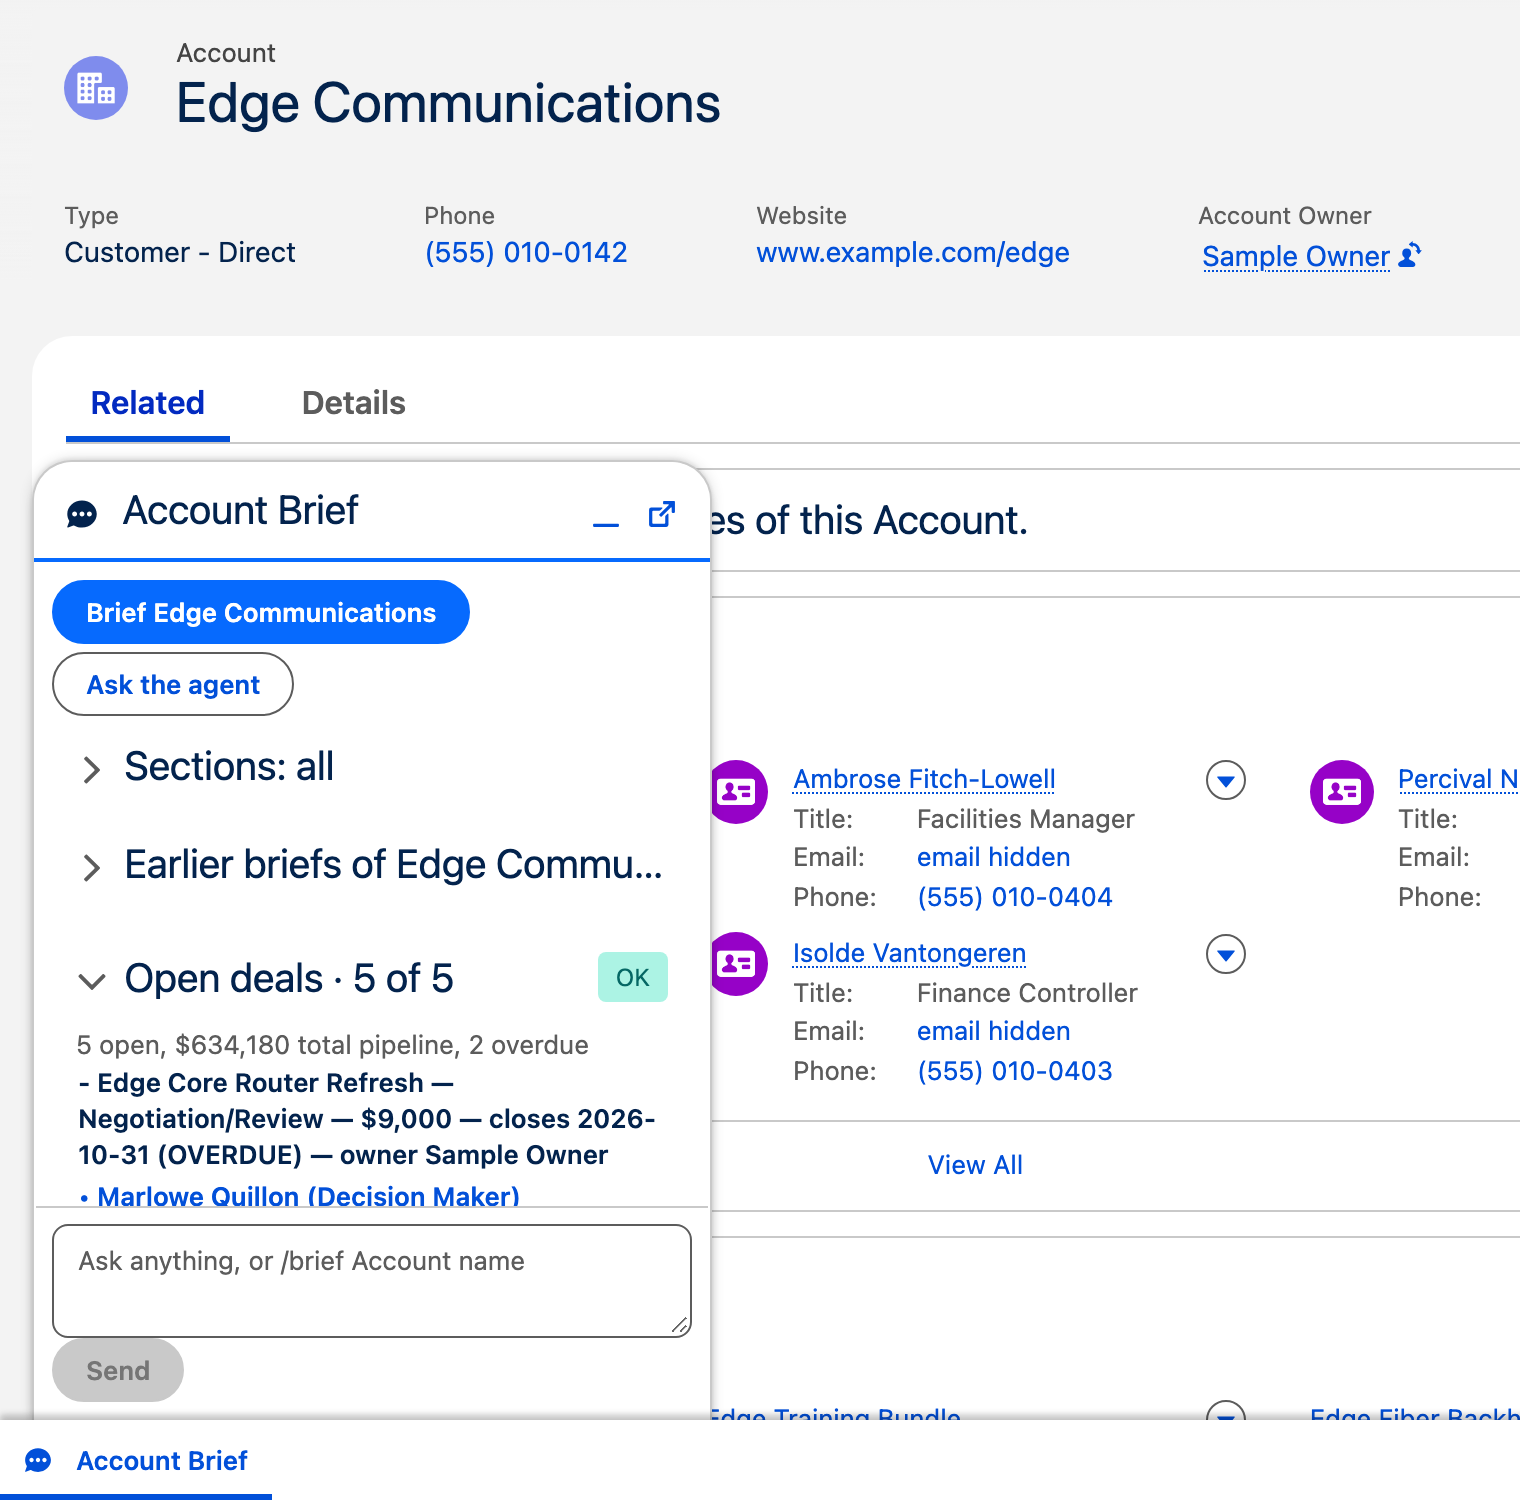 Account
Edge Communications
Type
Customer - Direct
Phone
(555) 010-0142
Website
www.example.com/edge
Account Owner
Sample Owner
Related
Details
Account Brief
es of this Account.
Brief Edge Communications
Ask the agent
Sections: all
Earlier briefs of Edge Commu...
Open deals · 5 of 5
OK
5 open, $634,180 total pipeline, 2 overdue
- Edge Core Router Refresh —
Negotiation/Review — $9,000 — closes 2026-
10-31 (OVERDUE) — owner Sample Owner
• Marlowe Quillon (Decision Maker)
Ask anything, or /brief Account name
Send
Ambrose Fitch-Lowell
Title: Facilities Manager
Email: email hidden
Phone: (555) 010-0404
Isolde Vantongeren
Title: Finance Controller
Email: email hidden
Phone: (555) 010-0403
Percival N
Title:
Email:
Phone:
View All
Edge Training Bundle
Edge Fiber Backh
Account Brief